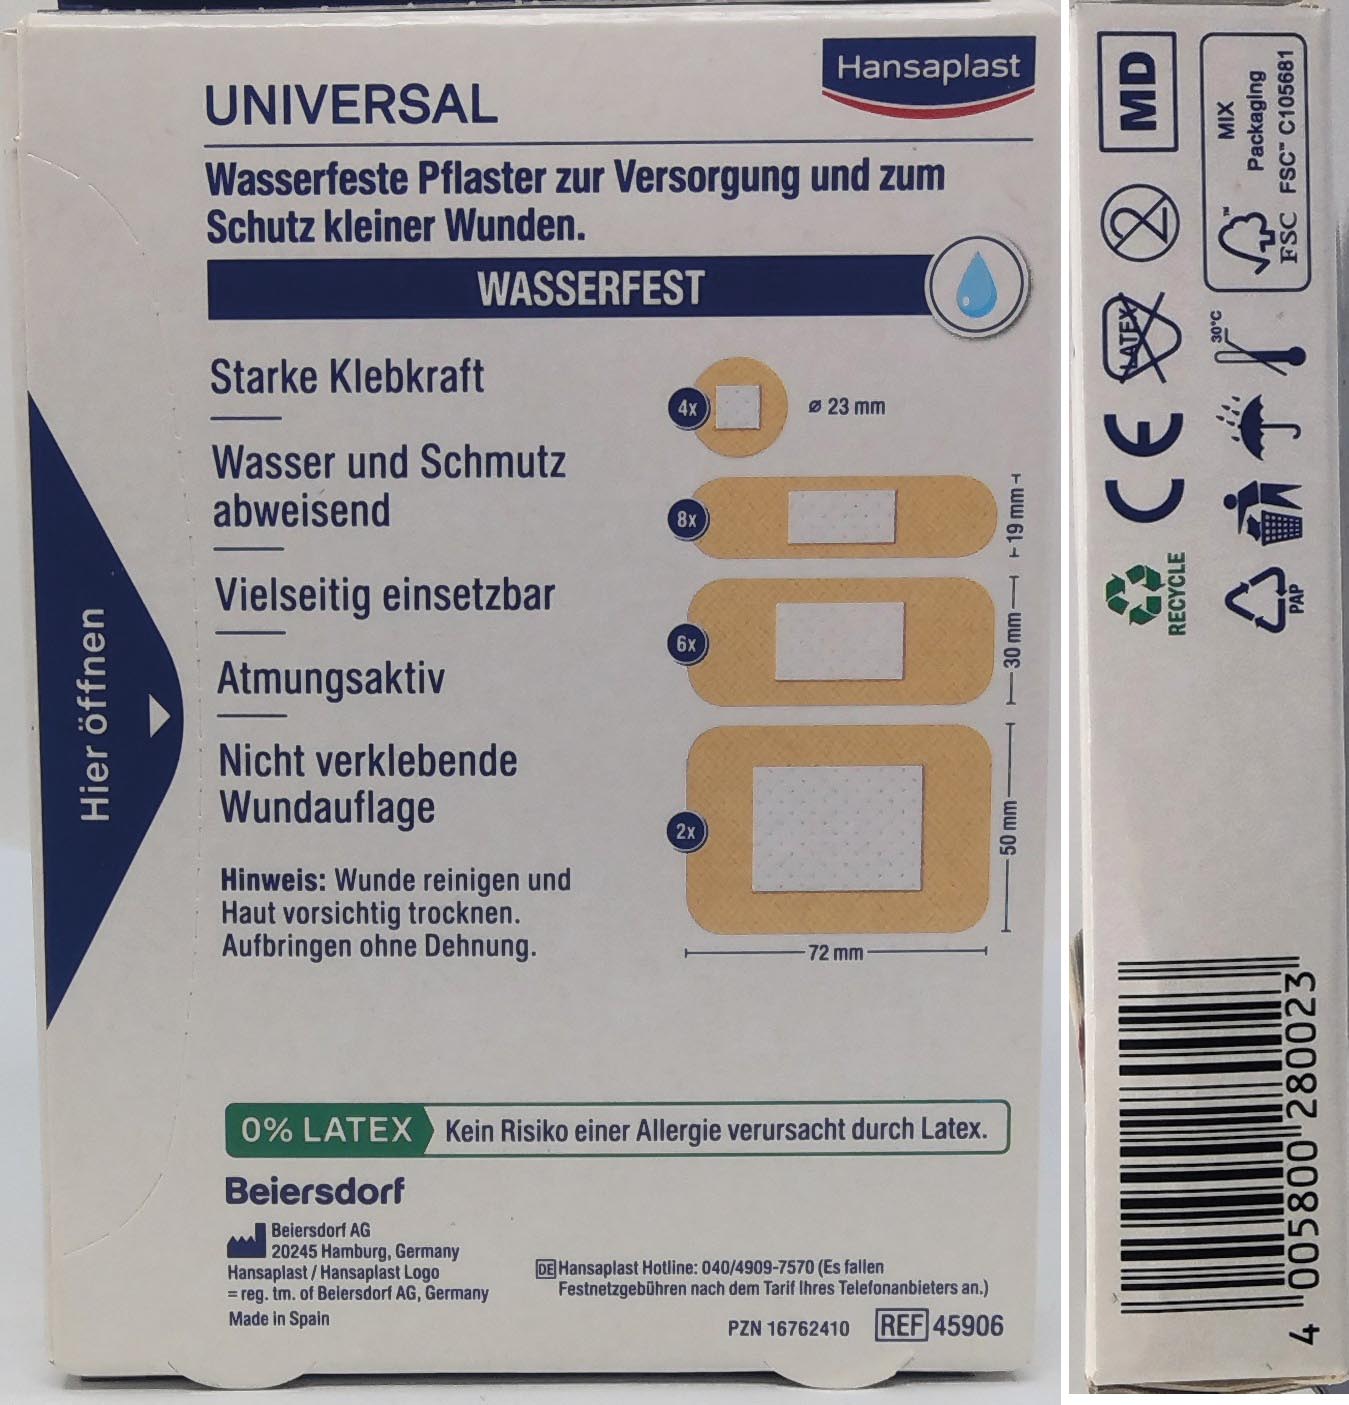 Hansaplast
UNIVERSAL
Wasserfeste Pflaster zur Versorgung und zum
Schutz kleiner Wunden.
WASSERFEST
Starke Klebkraft
Wasser und Schmutz
abweisend
Vielseitig einsetzbar
Atmungsaktiv
Nicht verklebende
Wundauflage
Hinweis: Wunde reinigen und
Haut vorsichtig trocknen.
Aufbringen ohne Dehnung.
4x
ø 23 mm
8x
19 mm
6x
30 mm
2x
50 mm
72 mm
Hier öffnen
0% LATEX
Kein Risiko einer Allergie verursacht durch Latex.
Beiersdorf
Beiersdorf AG
20245 Hamburg, Germany
Hansaplast / Hansaplast Logo
= reg. tm. of Beiersdorf AG, Germany
Made in Spain
DE Hansaplast Hotline: 040/4909-7570 (Es fallen
Festnetzgebühren nach dem Tarif Ihres Telefonanbieters an.)
PZN 16762410
REF 45906
MD
2
LATEX
CE
RECYCLE
MIX
Packaging
FSC™ C105681
FSC™
30°C
PAP
4 005800 280023